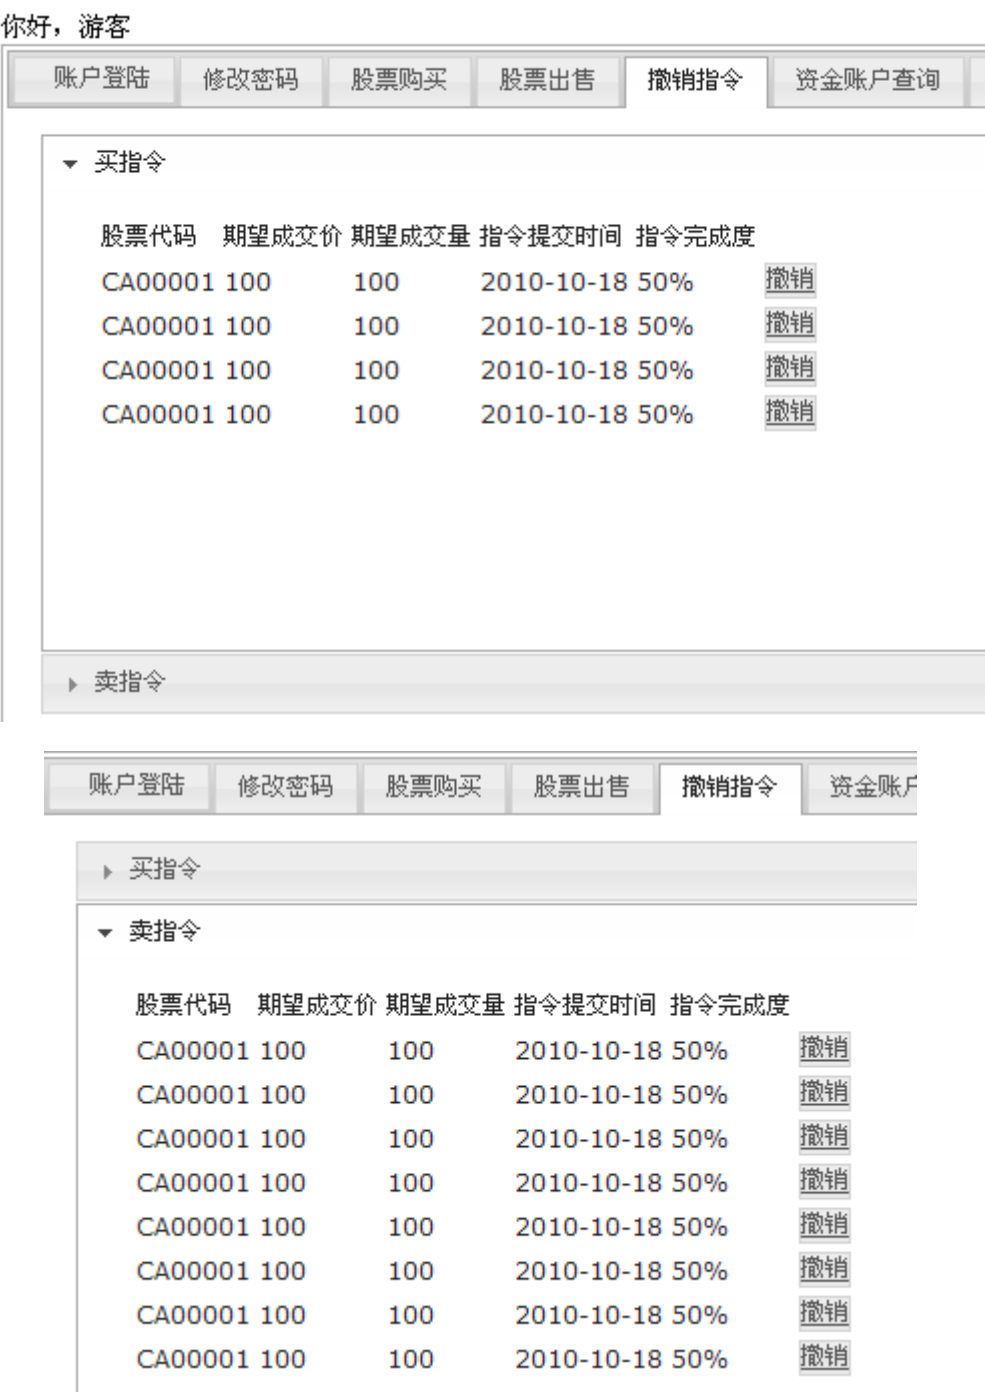 你好，游客
账户登陆 修改密码 股票购买 股票出售 撤销指令 资金账户查询
买指令
股票代码 期望成交价 期望成交量 指令提交时间 指令完成度
CA00001 100 100 2010-10-18 50% 撤销
CA00001 100 100 2010-10-18 50% 撤销
CA00001 100 100 2010-10-18 50% 撤销
CA00001 100 100 2010-10-18 50% 撤销
卖指令
账户登陆 修改密码 股票购买 股票出售 撤销指令 资金账户
买指令
卖指令
股票代码 期望成交价 期望成交量 指令提交时间 指令完成度
CA00001 100 100 2010-10-18 50% 撤销
CA00001 100 100 2010-10-18 50% 撤销
CA00001 100 100 2010-10-18 50% 撤销
CA00001 100 100 2010-10-18 50% 撤销
CA00001 100 100 2010-10-18 50% 撤销
CA00001 100 100 2010-10-18 50% 撤销
CA00001 100 100 2010-10-18 50% 撤销
CA00001 100 100 2010-10-18 50% 撤销